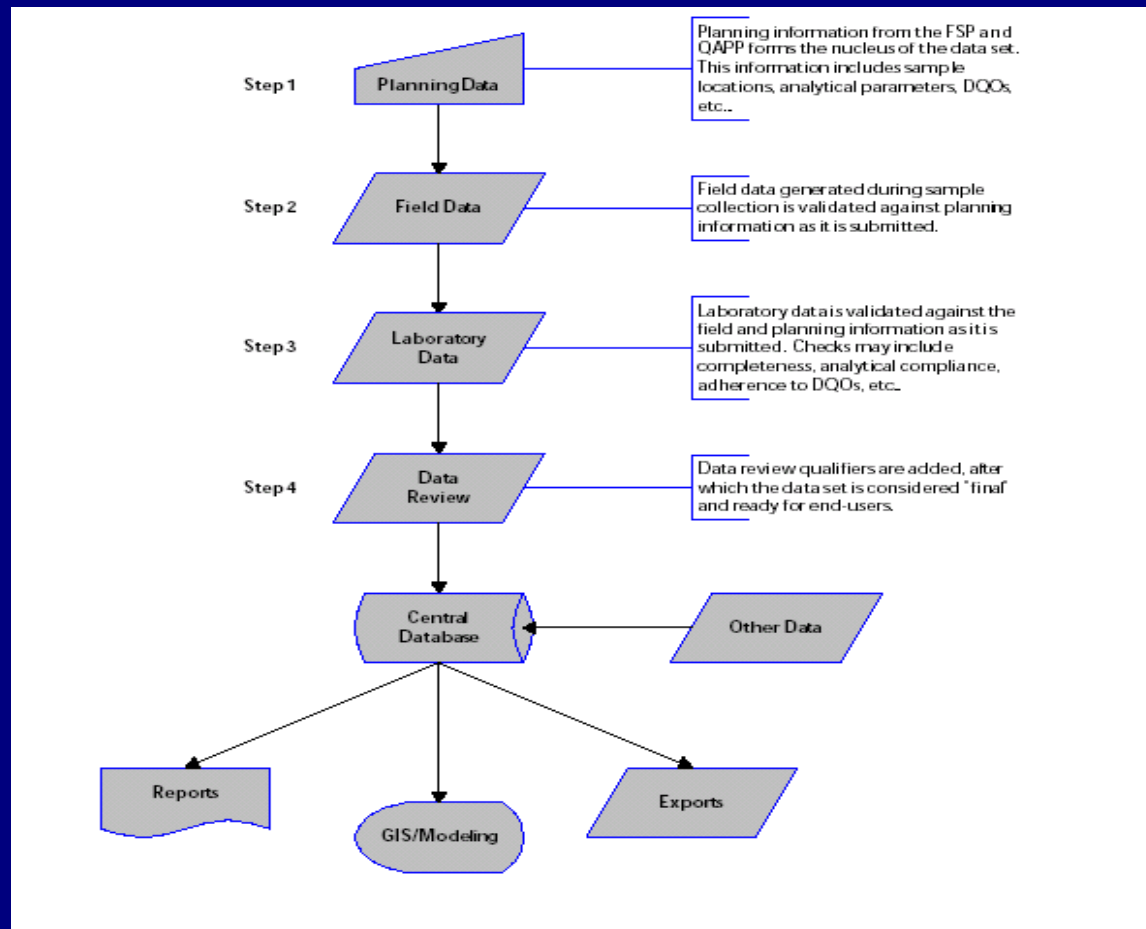 Step 1
Planning Data
Planning information from the FSP and
QAPP forms the nucleus of the data set.
This information includes sample
locations, analytical parameters, DQOs,
etc...
Step 2
Field Data
Field data generated during sample
collection is validated against planning
information as it is submitted.
Step 3
Laboratory
Data
Laboratory data is validated against the
field and planning information as it is
submitted. Checks may include
completeness, analytical compliance,
adherence to DQOs, etc...
Step 4
Data
Review
Data review qualifiers are added, after
which the data set is considered "final"
and ready for end-users.
Central
Database
Other Data
Reports
GIS/Modeling
Exports